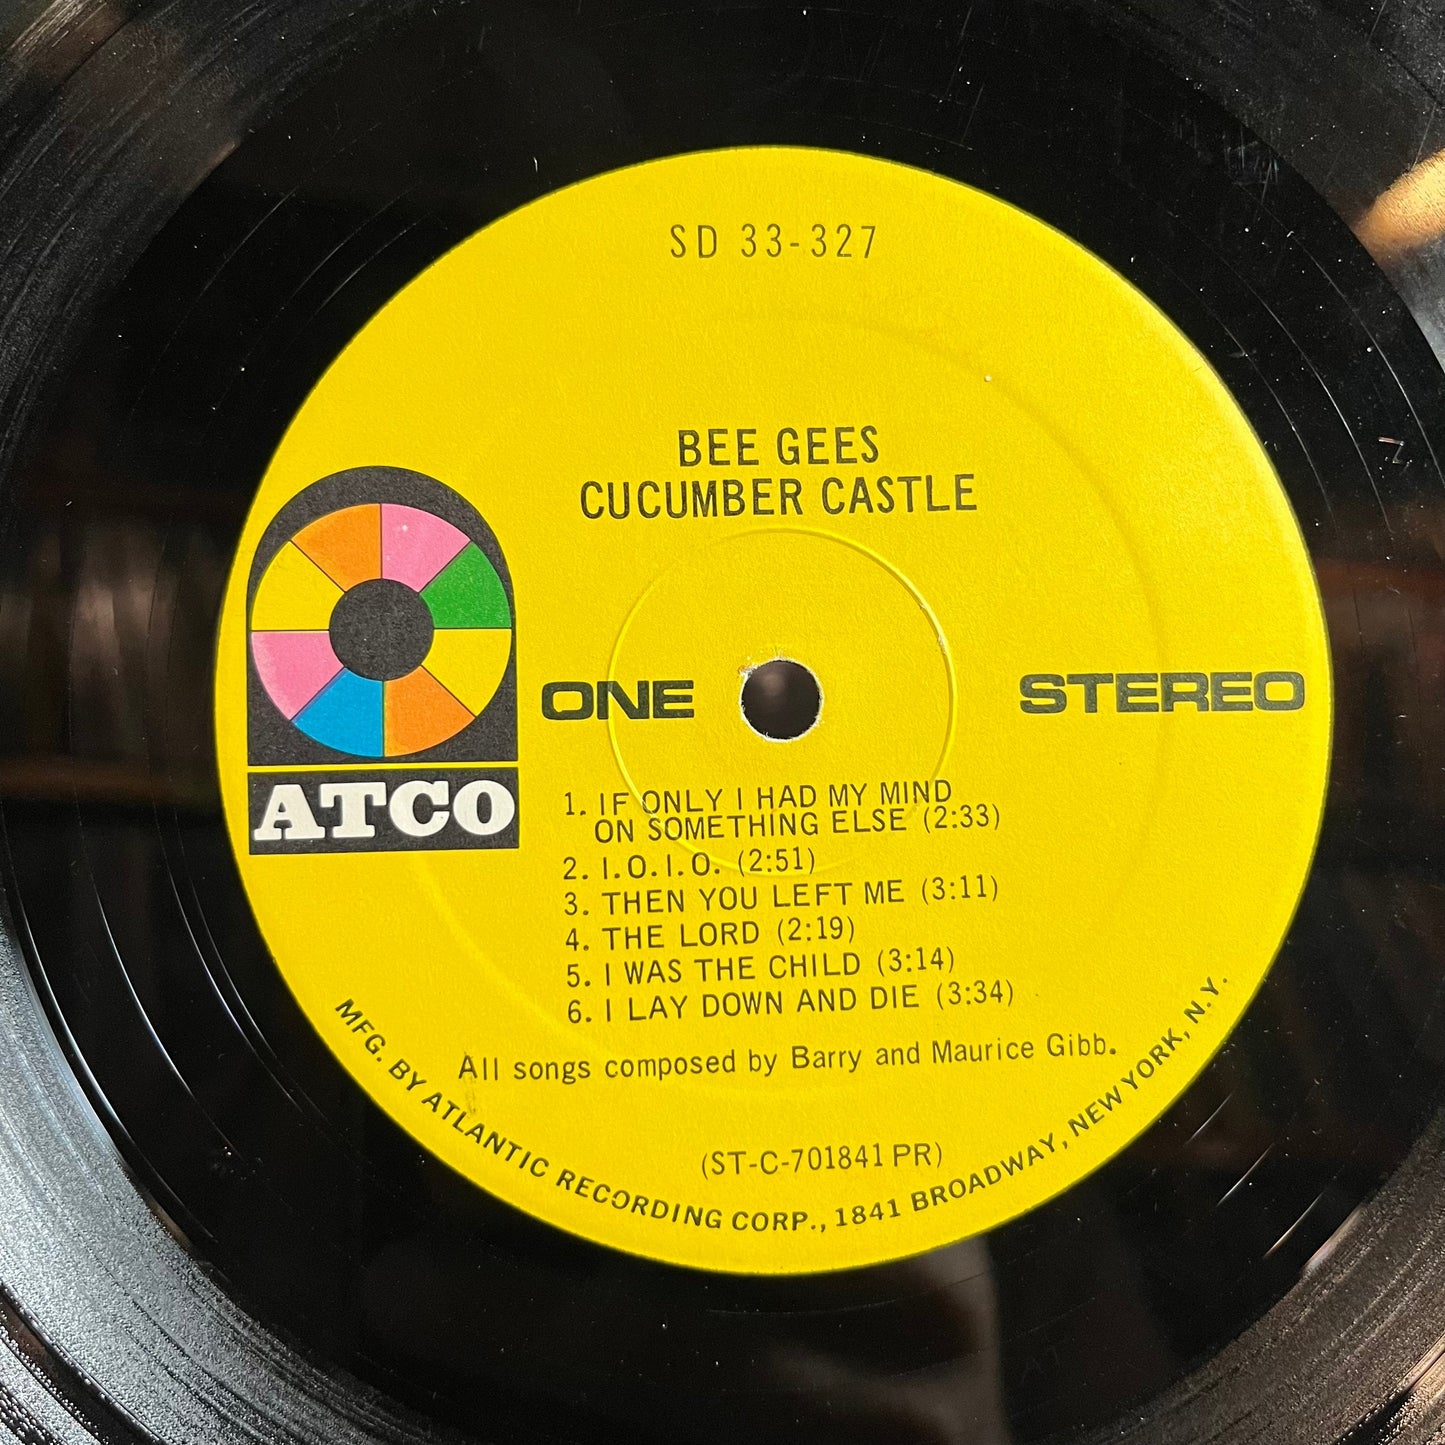 SD 33-327
BEE GEES
CUCUMBER CASTLE
ONE
STEREO
ATCO
1. IF ONLY I HAD MY MIND
ON SOMETHING ELSE (2:33)
2. I.O.I.O. (2:51)
3. THEN YOU LEFT ME (3:11)
4. THE LORD (2:19)
5. I WAS THE CHILD (3:14)
6. I LAY DOWN AND DIE (3:34)
All songs composed by Barry and Maurice Gibb.
(ST-C-701841 PR)
MFG. BY ATLANTIC RECORDING CORP., 1841 BROADWAY, NEW YORK, N.Y.